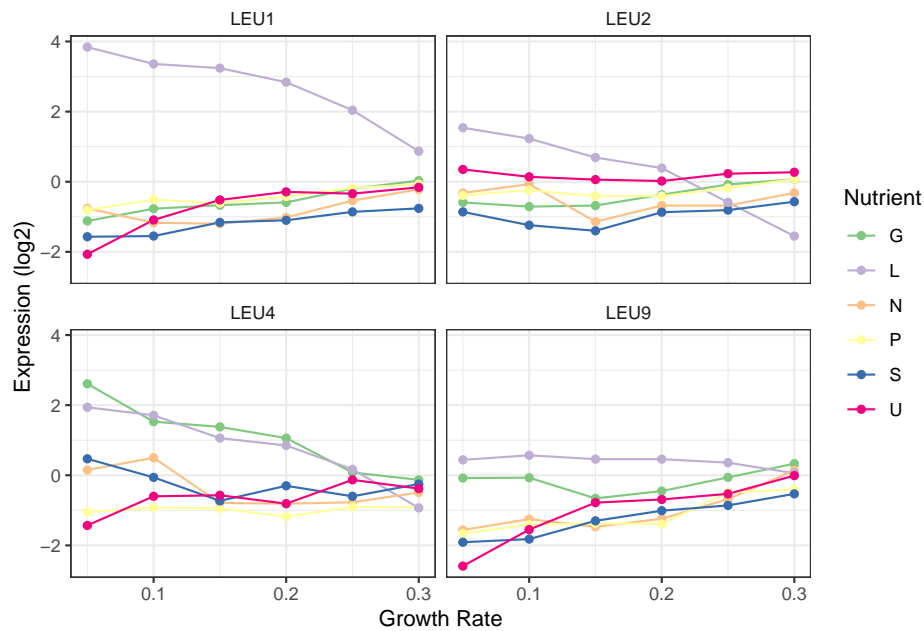 LEU1
LEU2
4
2
0
−2
LEU4
LEU9
4
2
0
−2
0.1
0.2
0.3
0.1
0.2
0.3
Growth Rate
Expression (log2)
Nutrient
G
L
N
P
S
U